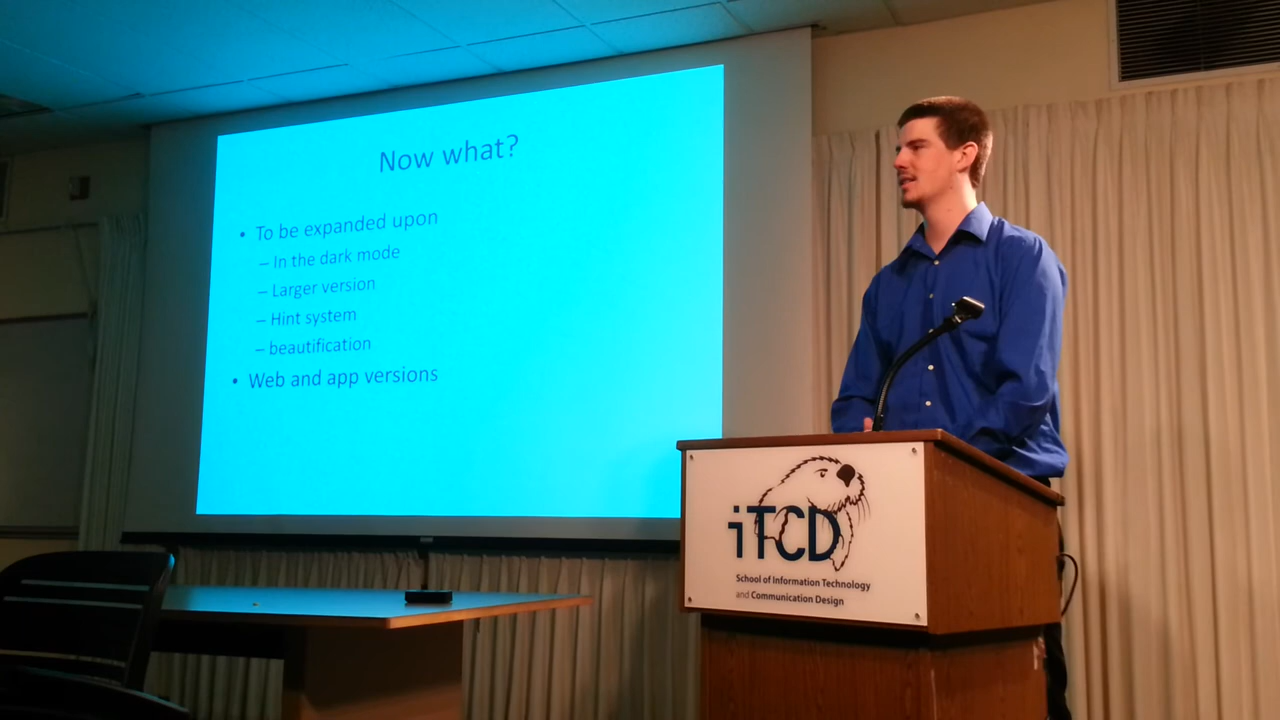 Now what?
• To be expanded upon
– In the dark mode
– Larger version
– Hint system
– beautification
• Web and app versions
iTCD
School of Information Technology
and Communication Design